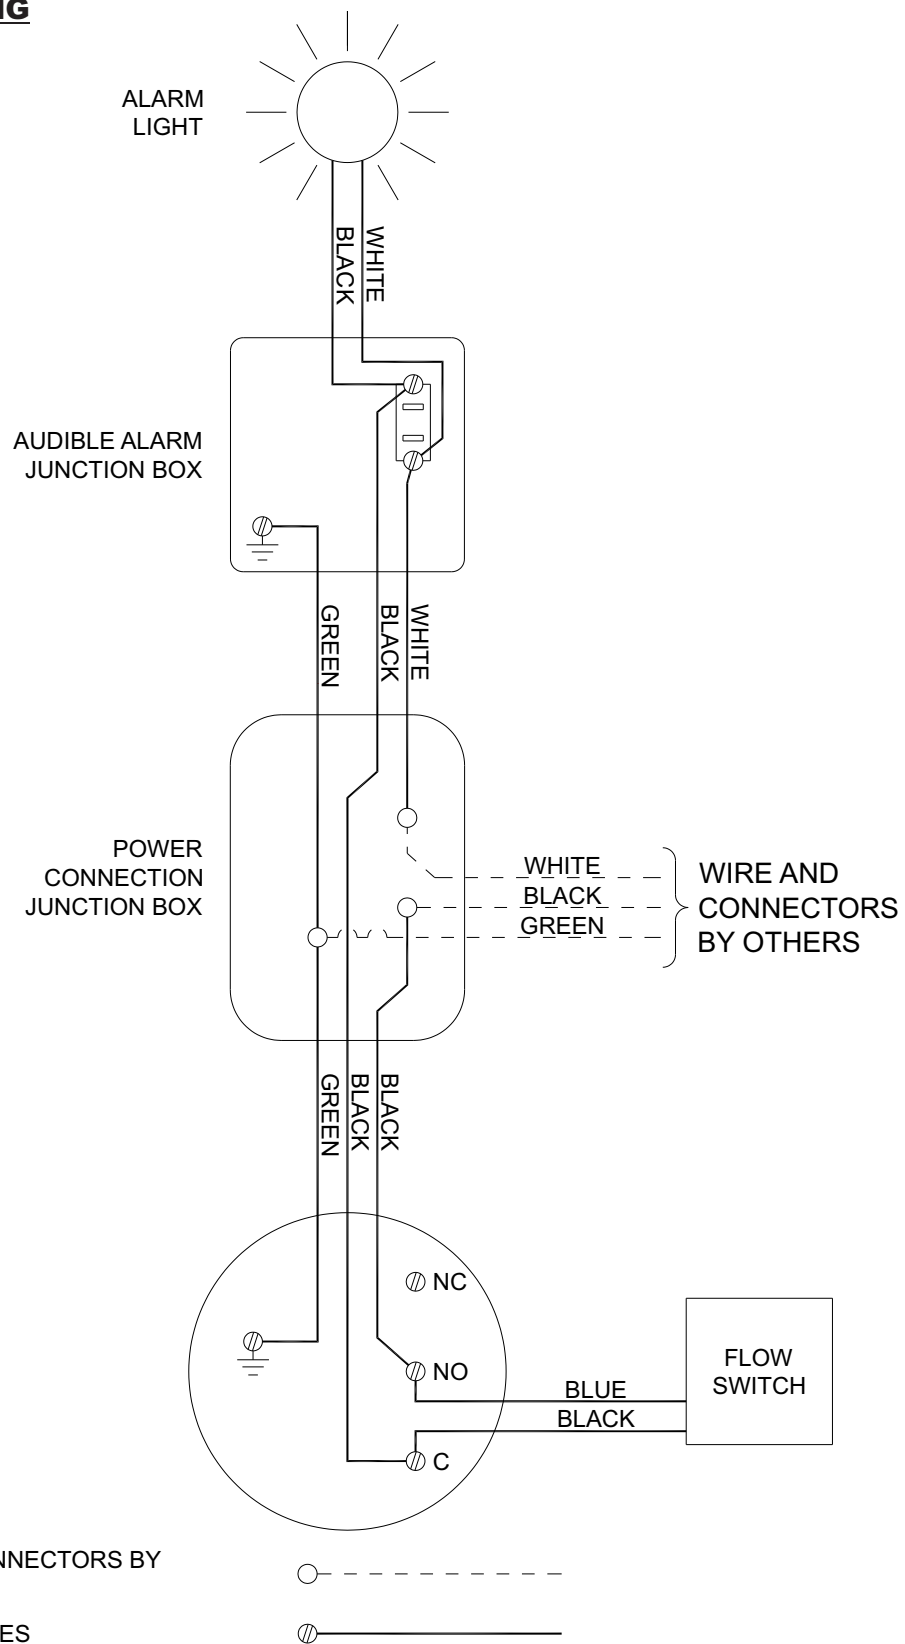 ALARM
LIGHT
BLACK
WHITE
AUDIBLE ALARM
JUNCTION BOX
GREEN
BLACK
WHITE
POWER
CONNECTION
JUNCTION BOX
WHITE
BLACK
GREEN
WIRE AND
CONNECTORS
BY OTHERS
GREEN
BLACK
BLACK
NC
NO
C
BLUE
BLACK
FLOW
SWITCH
BY